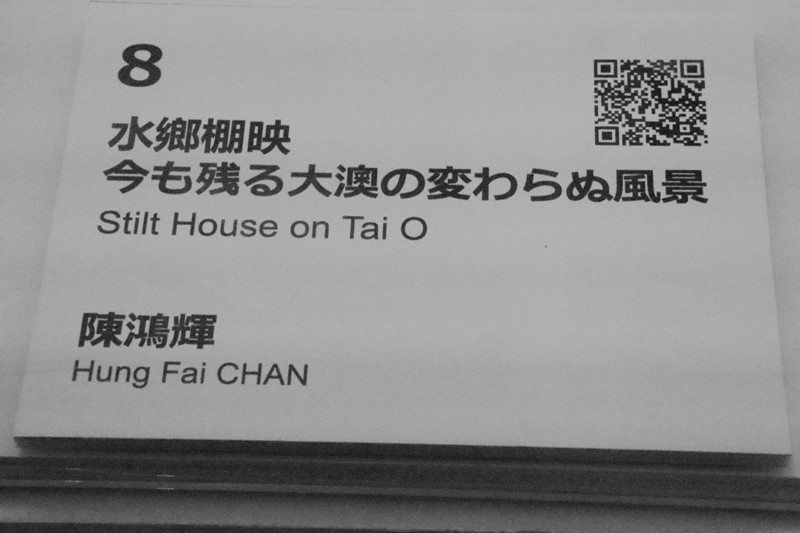 8
水鄉棚映
今も残る大澳の変わらぬ風景
Stilt House on Tai O
陳鴻輝
Hung Fai CHAN